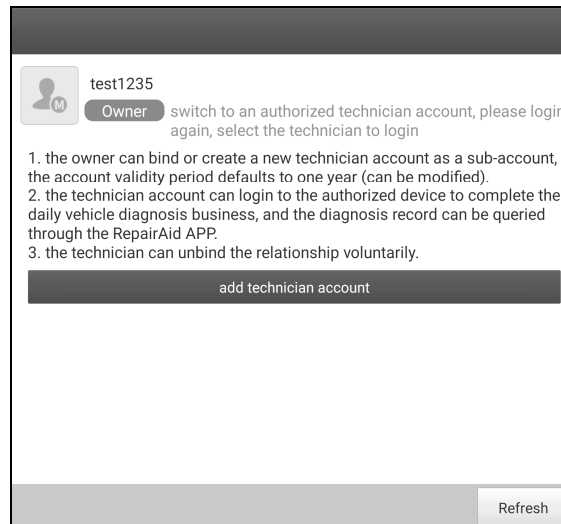 test1235
Owner switch to an authorized technician account, please login
again, select the technician to login
1. the owner can bind or create a new technician account as a sub-account,
the account validity period defaults to one year (can be modified).
2. the technician account can login to the authorized device to complete the
daily vehicle diagnosis business, and the diagnosis record can be queried
through the RepairAid APP.
3. the technician can unbind the relationship voluntarily.
add technician account
Refresh